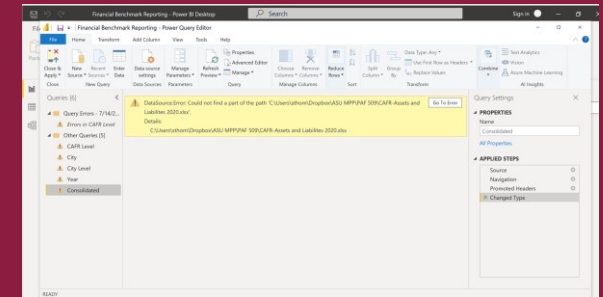 Financial Benchmark Reporting - Power BI Desktop
Search
Sign in
Financial Benchmark Reporting - Power Query Editor
File Home Transform Add Column View Tools Help
Close & Apply
New Source
Recent Sources
Enter Data
Data source settings
Manage Parameters
Refresh Preview
Properties
Advanced Editor
Manage
Choose Columns
Remove Columns
Reduce Rows
Split Column
Group By
Data Type: Any
Use First Row as Headers
Replace Values
Combine
Text Analytics
Vision
Azure Machine Learning
Close
New Query
Data Sources
Parameters
Query
Manage Columns
Sort
Transform
AI Insights
Queries [6]
Query Errors - 7/14/2...
Errors in CAFR Level
Other Queries [5]
CAFR Level
City
City Level
Year
Consolidated
DataSource.Error: Could not find a part of the path 'C:\Users\sthom\Dropbox\ASU MPP\PAF 509\CAFR-Assets and
Liabilites 2020.xlsx'.
Details:
C:\Users\sthom\Dropbox\ASU MPP\PAF 509\CAFR-Assets and Liabilites 2020.xlsx
Go To Error
Query Settings
PROPERTIES
Name
Consolidated
All Properties
APPLIED STEPS
Source
Navigation
Promoted Headers
Changed Type
READY